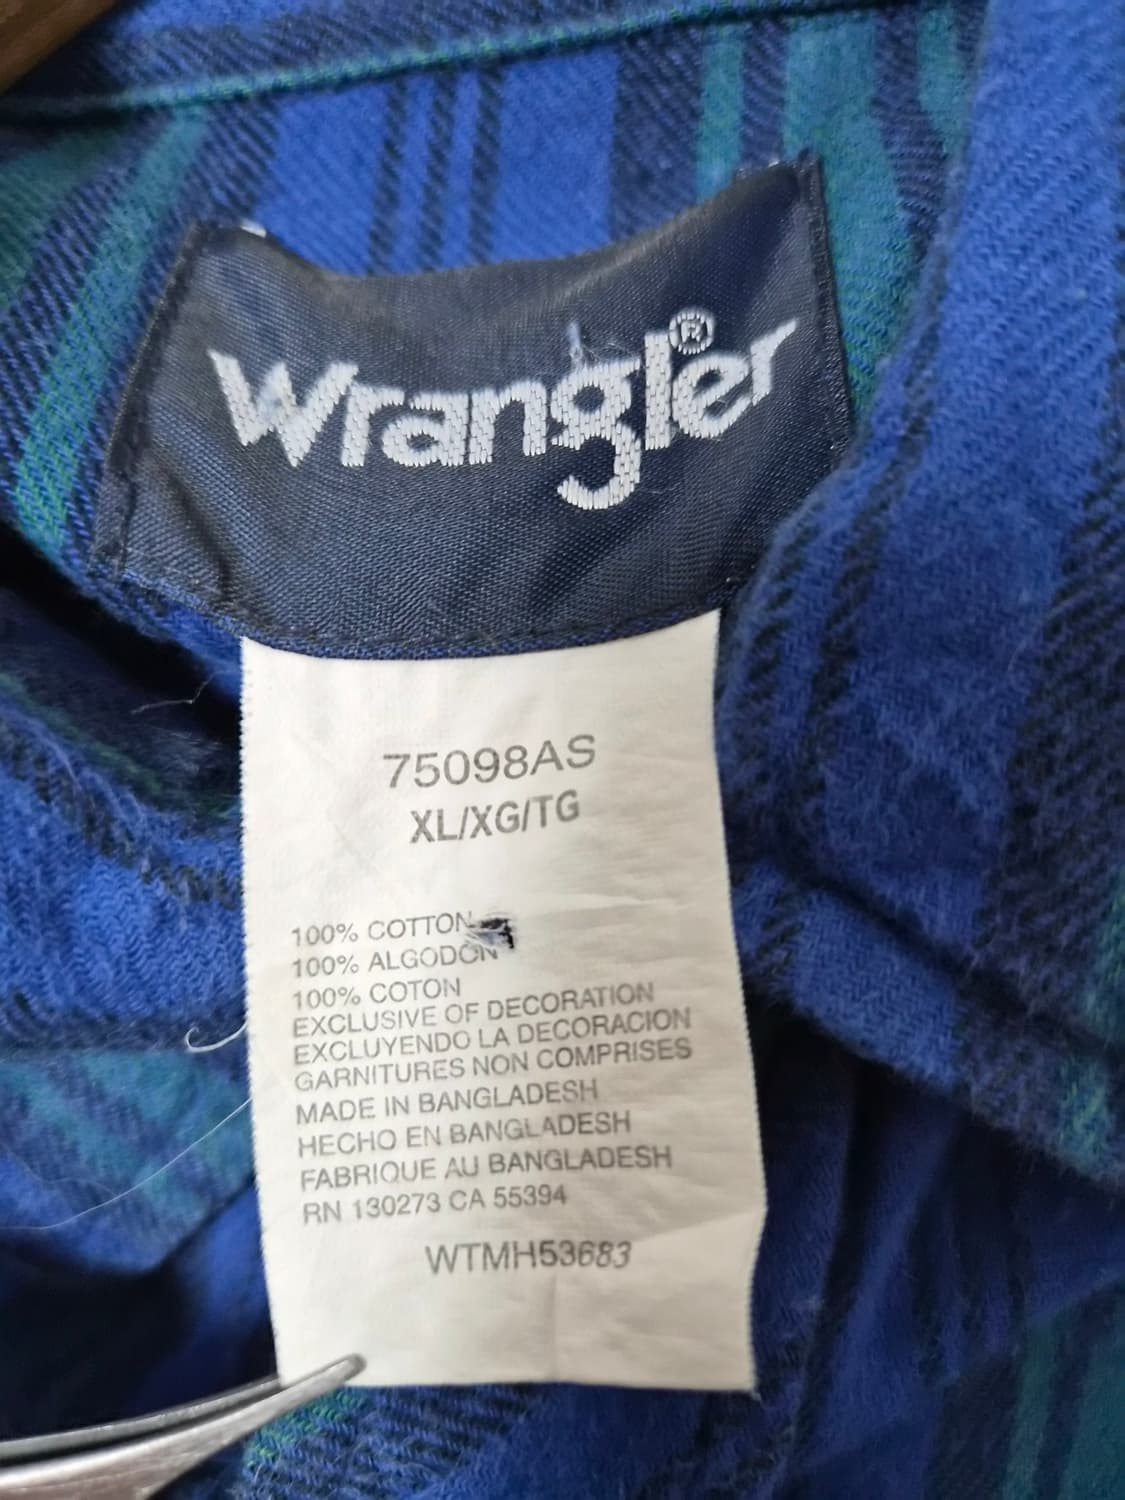 Wrangler®
75098AS
XL/XG/TG
100% COTTON
100% ALGODÓN
100% COTON
EXCLUSIVE OF DECORATION
EXCLUYENDO LA DECORACION
GARNITURES NON COMPRISES
MADE IN BANGLADESH
HECHO EN BANGLADESH
FABRIQUE AU BANGLADESH
RN 130273 CA 55394
WTMH53683